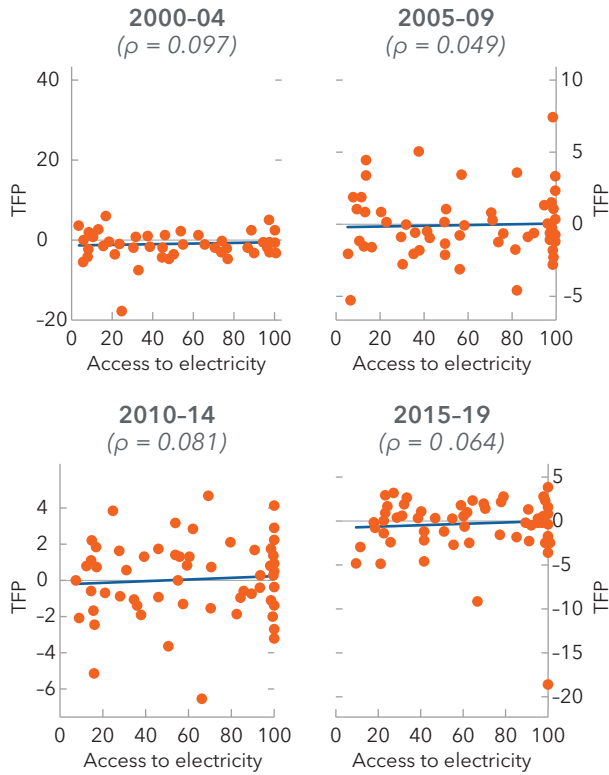 2000–04
(ρ = 0.097)
40
20
0
–20
TFP
0 20 40 60 80 100
Access to electricity
2005–09
(ρ = 0.049)
10
5
0
–5
TFP
0 20 40 60 80 100
Access to electricity
2010–14
(ρ = 0.081)
4
2
0
–2
–4
–6
TFP
0 20 40 60 80 100
Access to electricity
2015–19
(ρ = 0 .064)
5
0
–5
–10
–15
–20
TFP
0 20 40 60 80 100
Access to electricity